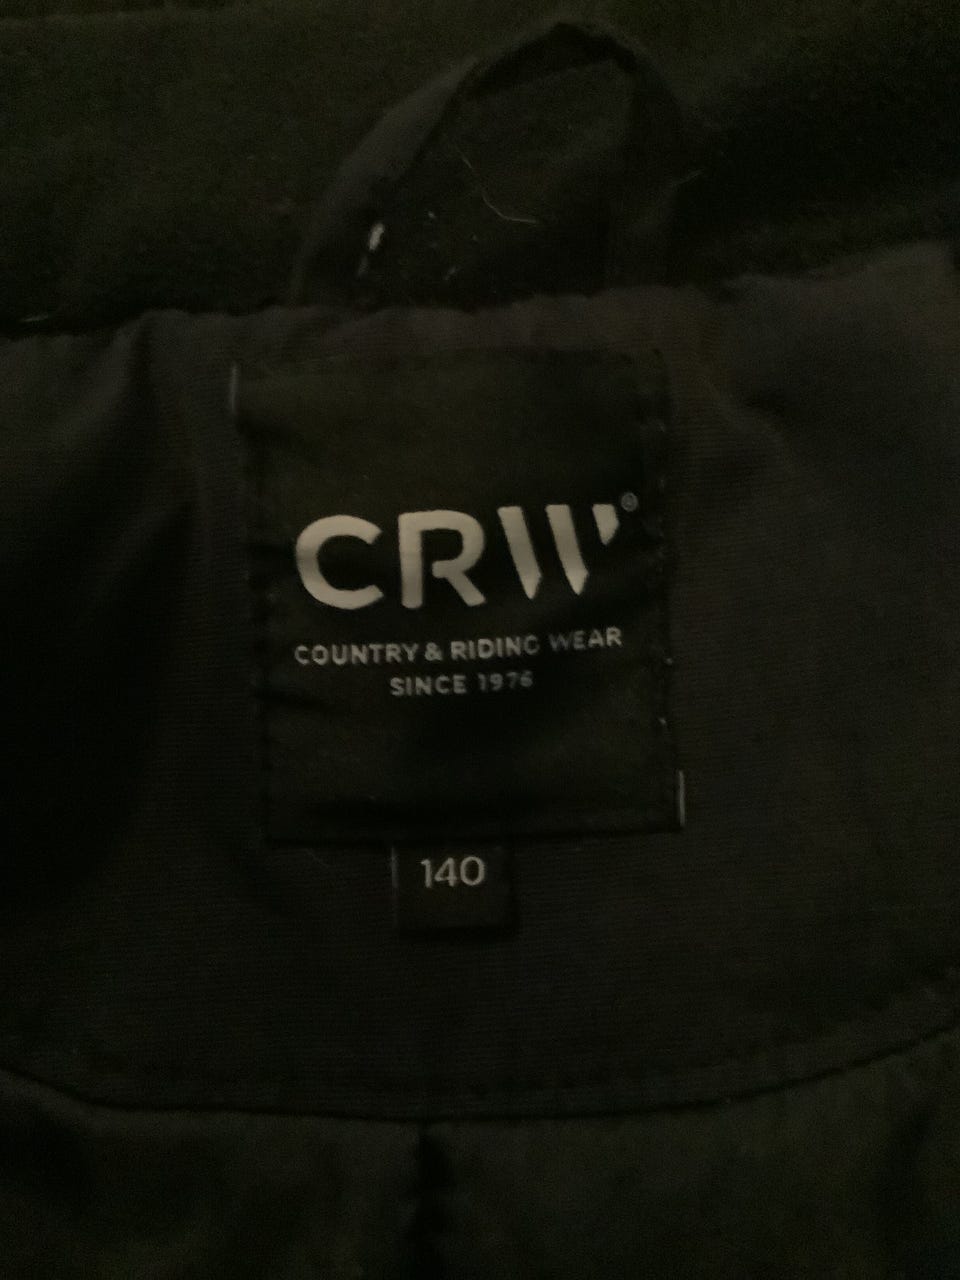 CRW®
COUNTRY & RIDING WEAR
SINCE 1976
140